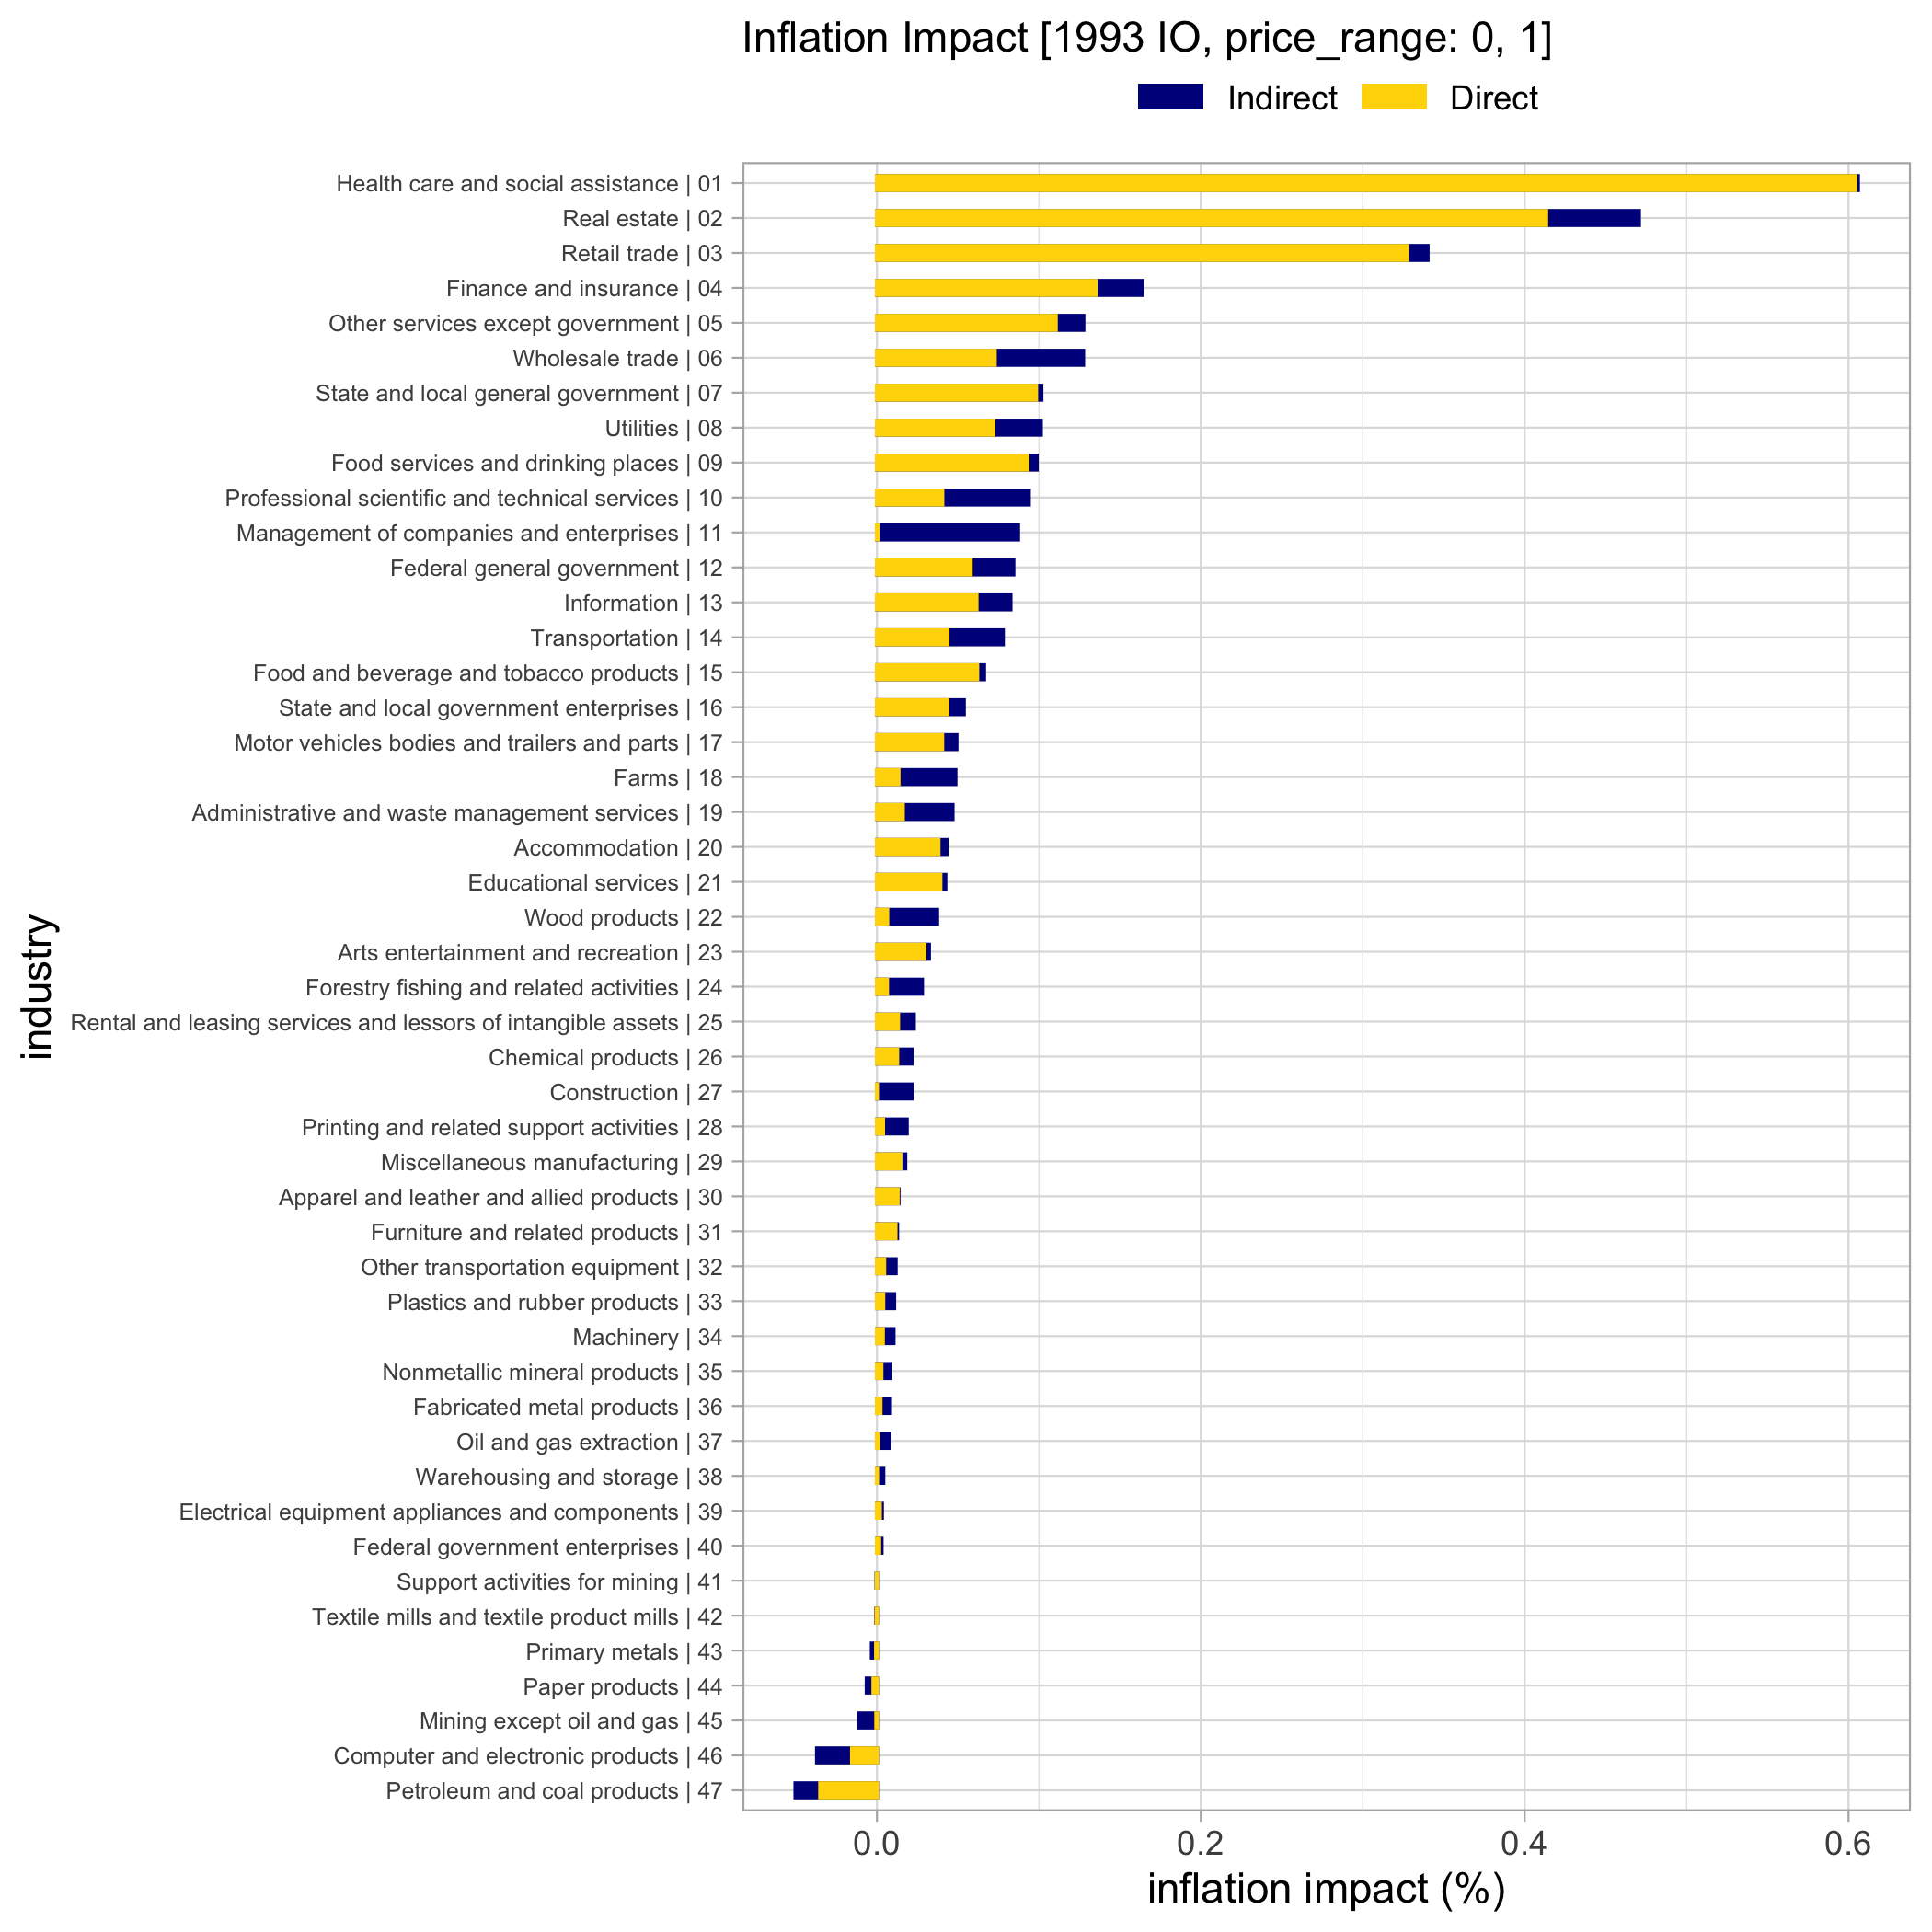 Inflation Impact [1993 IO, price_range: 0, 1]
Indirect Direct
Health care and social assistance | 01
Real estate | 02
Retail trade | 03
Finance and insurance | 04
Other services except government | 05
Wholesale trade | 06
State and local general government | 07
Utilities | 08
Food services and drinking places | 09
Professional scientific and technical services | 10
Management of companies and enterprises | 11
Federal general government | 12
Information | 13
Transportation | 14
Food and beverage and tobacco products | 15
State and local government enterprises | 16
Motor vehicles bodies and trailers and parts | 17
Farms | 18
Administrative and waste management services | 19
Accommodation | 20
Educational services | 21
Wood products | 22
Arts entertainment and recreation | 23
Forestry fishing and related activities | 24
Rental and leasing services and lessors of intangible assets | 25
Chemical products | 26
Construction | 27
Printing and related support activities | 28
Miscellaneous manufacturing | 29
Apparel and leather and allied products | 30
Furniture and related products | 31
Other transportation equipment | 32
Plastics and rubber products | 33
Machinery | 34
Nonmetallic mineral products | 35
Fabricated metal products | 36
Oil and gas extraction | 37
Warehousing and storage | 38
Electrical equipment appliances and components | 39
Federal government enterprises | 40
Support activities for mining | 41
Textile mills and textile product mills | 42
Primary metals | 43
Paper products | 44
Mining except oil and gas | 45
Computer and electronic products | 46
Petroleum and coal products | 47
industry
0.0 0.2 0.4 0.6
inflation impact (%)